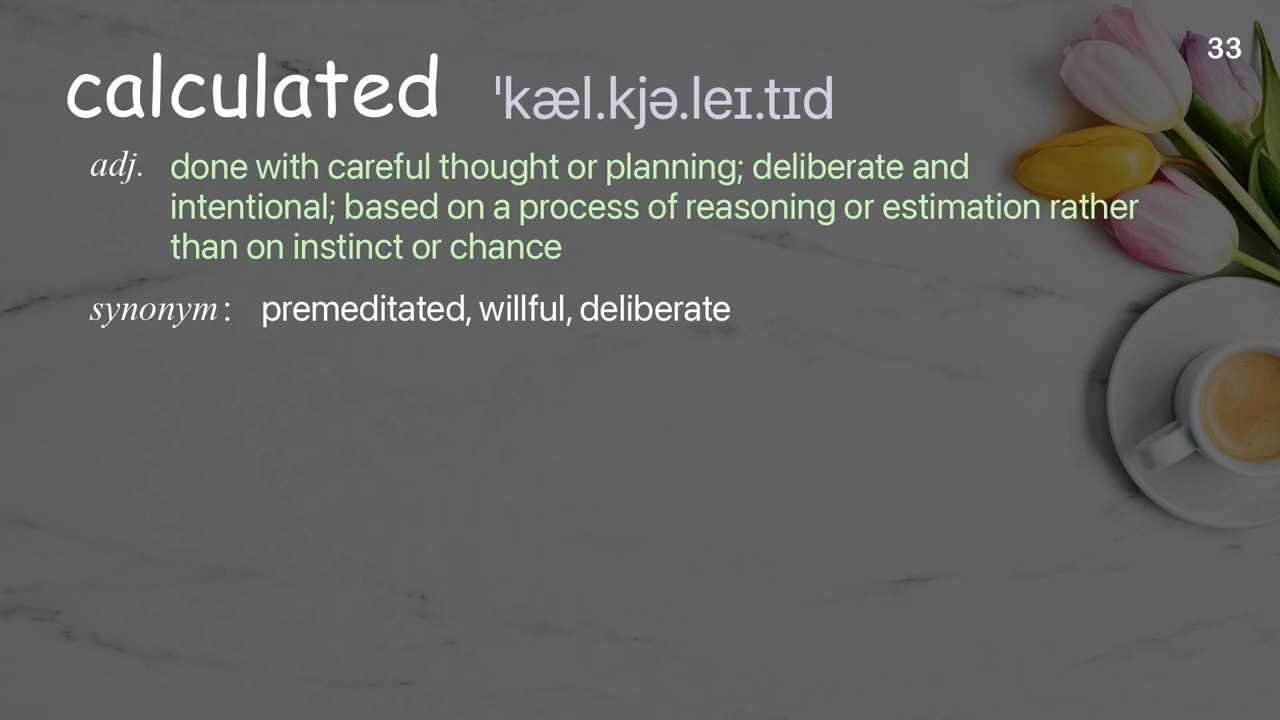 33
calculated ˈkæl.kjə.leɪ.tɪd
adj. done with careful thought or planning; deliberate and
intentional; based on a process of reasoning or estimation rather
than on instinct or chance
synonym: premeditated, willful, deliberate